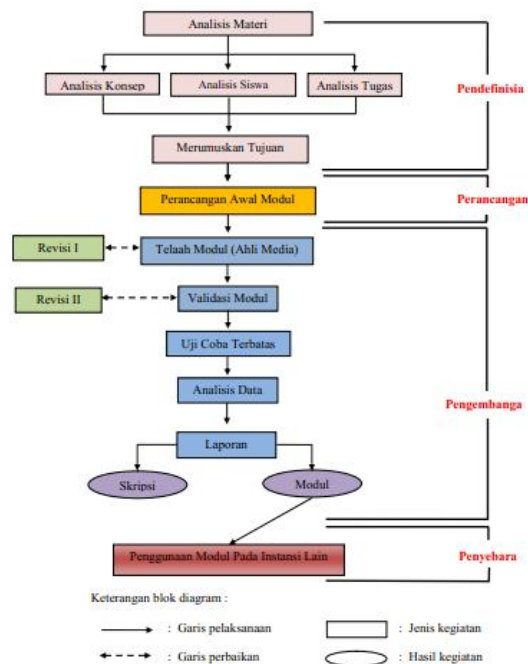 Analisis Materi
Analisis Konsep
Analisis Siswa
Analisis Tugas
Pendefinisia
Merumuskan Tujuan
Perancangan Awal Modul
Perancangan
Revisi I
Telaah Modul (Ahli Media)
Revisi II
Validasi Modul
Uji Coba Terbatas
Analisis Data
Pengembanga
Laporan
Skripsi
Modul
Penggunaan Modul Pada Instansi Lain
Penyebara
Keterangan blok diagram :
: Garis pelaksanaan
: Jenis kegiatan
: Garis perbaikan
: Hasil kegiatan